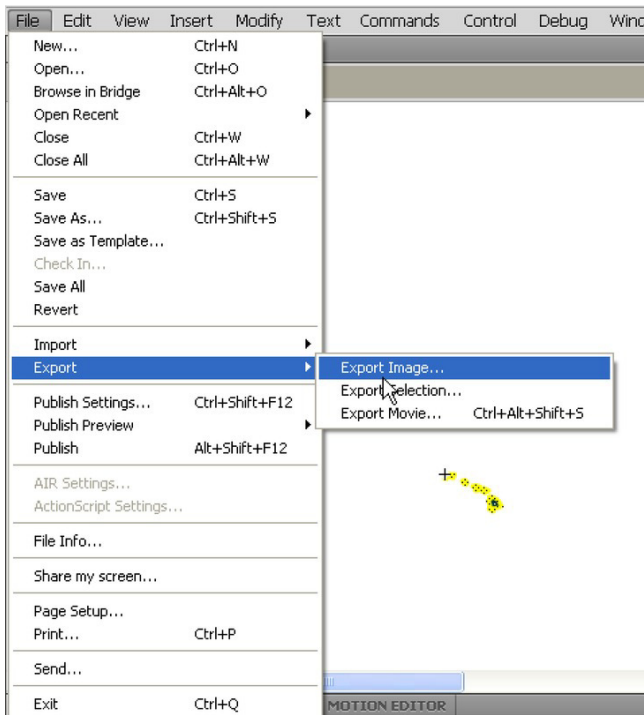 File Edit View Insert Modify Text Commands Control Debug
New... Ctrl+N
Open... Ctrl+O
Browse in Bridge Ctrl+Alt+O
Open Recent
Close Ctrl+W
Close All Ctrl+Alt+W
Save Ctrl+S
Save As... Ctrl+Shift+S
Save as Template...
Check In...
Save All
Revert
Import
Export
Export Image...
Export Selection...
Export Movie... Ctrl+Alt+Shift+S
Publish Settings... Ctrl+Shift+F12
Publish Preview
Publish Alt+Shift+F12
AIR Settings...
ActionScript Settings...
File Info...
Share my screen...
Page Setup...
Print... Ctrl+P
Send...
Exit Ctrl+Q
MOTION EDITOR